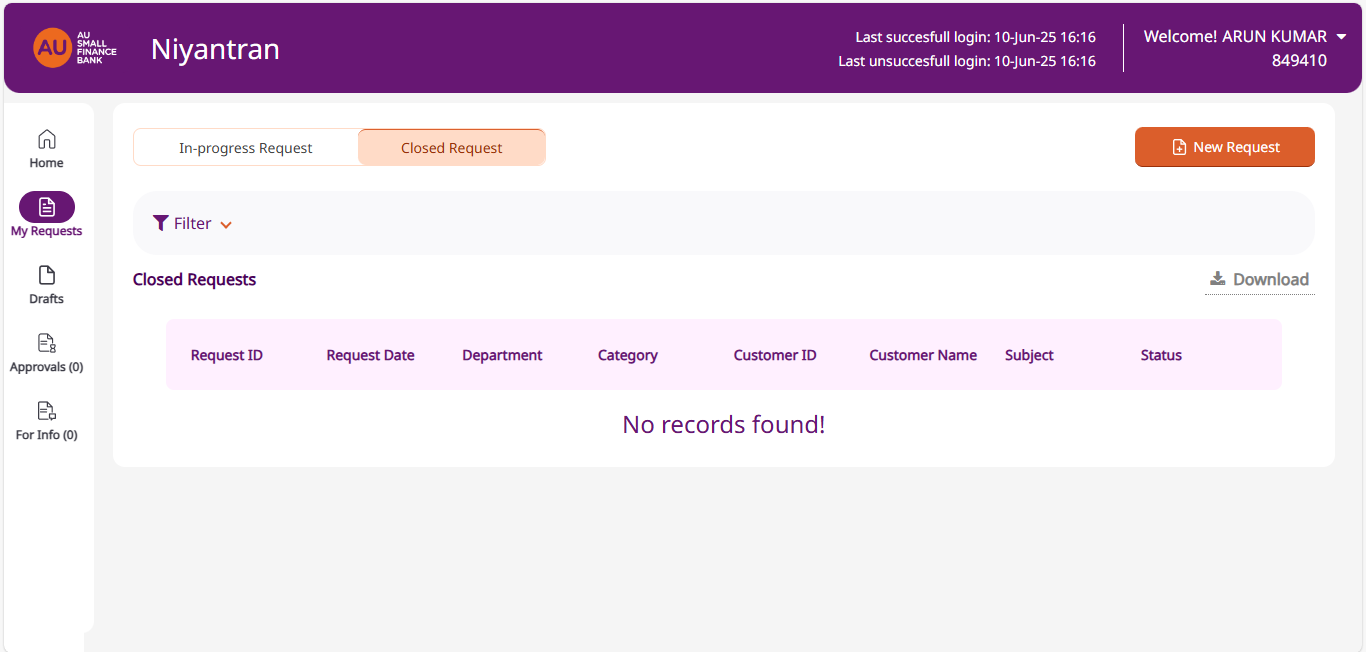 AU
AU
SMALL
FINANCE
BANK
Niyantran
Last succesfull login: 10-Jun-25 16:16
Last unsuccesfull login: 10-Jun-25 16:16
Welcome! ARUN KUMAR
849410
Home
My Requests
Drafts
Approvals (0)
For Info (0)
In-progress Request
Closed Request
New Request
Filter
Closed Requests
Download
Request ID Request Date Department Category Customer ID Customer Name Subject Status
No records found!